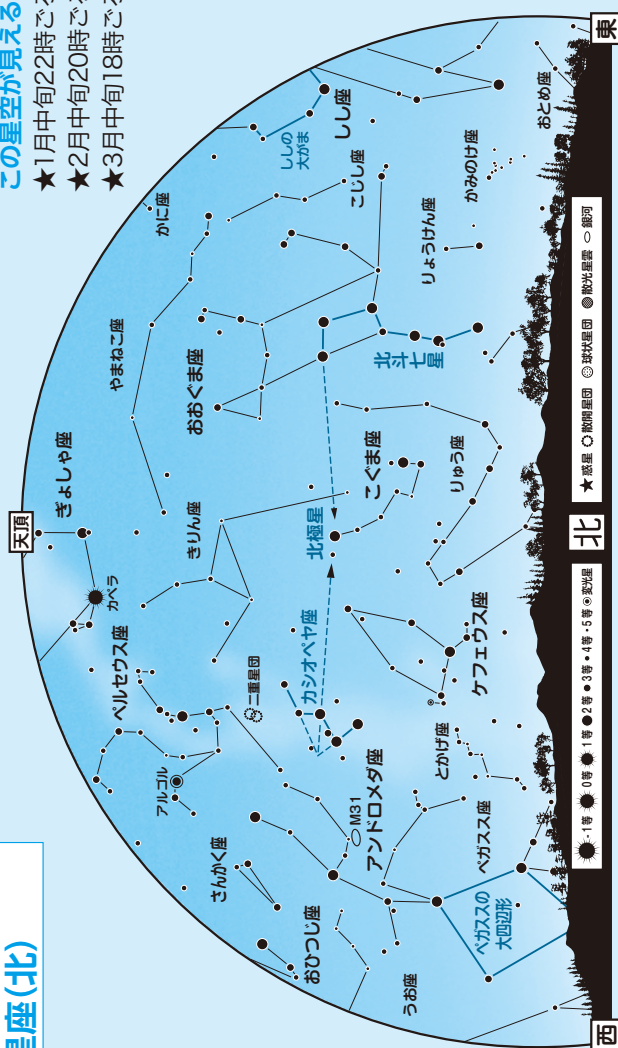 星座(北)
この星空が見える
★1月中旬22時ごろ
★2月中旬20時ごろ
★3月中旬18時ごろ
天頂
ぎょしゃ座
カペラ
やまねこ座
かに座
ペルセウス座
きりん座
おおぐま座
ししの
大がま
しし座
アルゴル
二重星団
こじし座
さんかく座
カシオペヤ座
北極星
こぐま座
北斗七星
りょうけん座
かみのけ座
M31
アンドロメダ座
おひつじ座
とかげ座
ケフェウス座
りゅう座
おとめ座
うお座
ペガスス座
ペガススの
大四辺形
西
北
東
-1等 0等 1等 2等 3等 4等 5等 変光星
★惑星 散開星団 球状星団 散光星雲 銀河